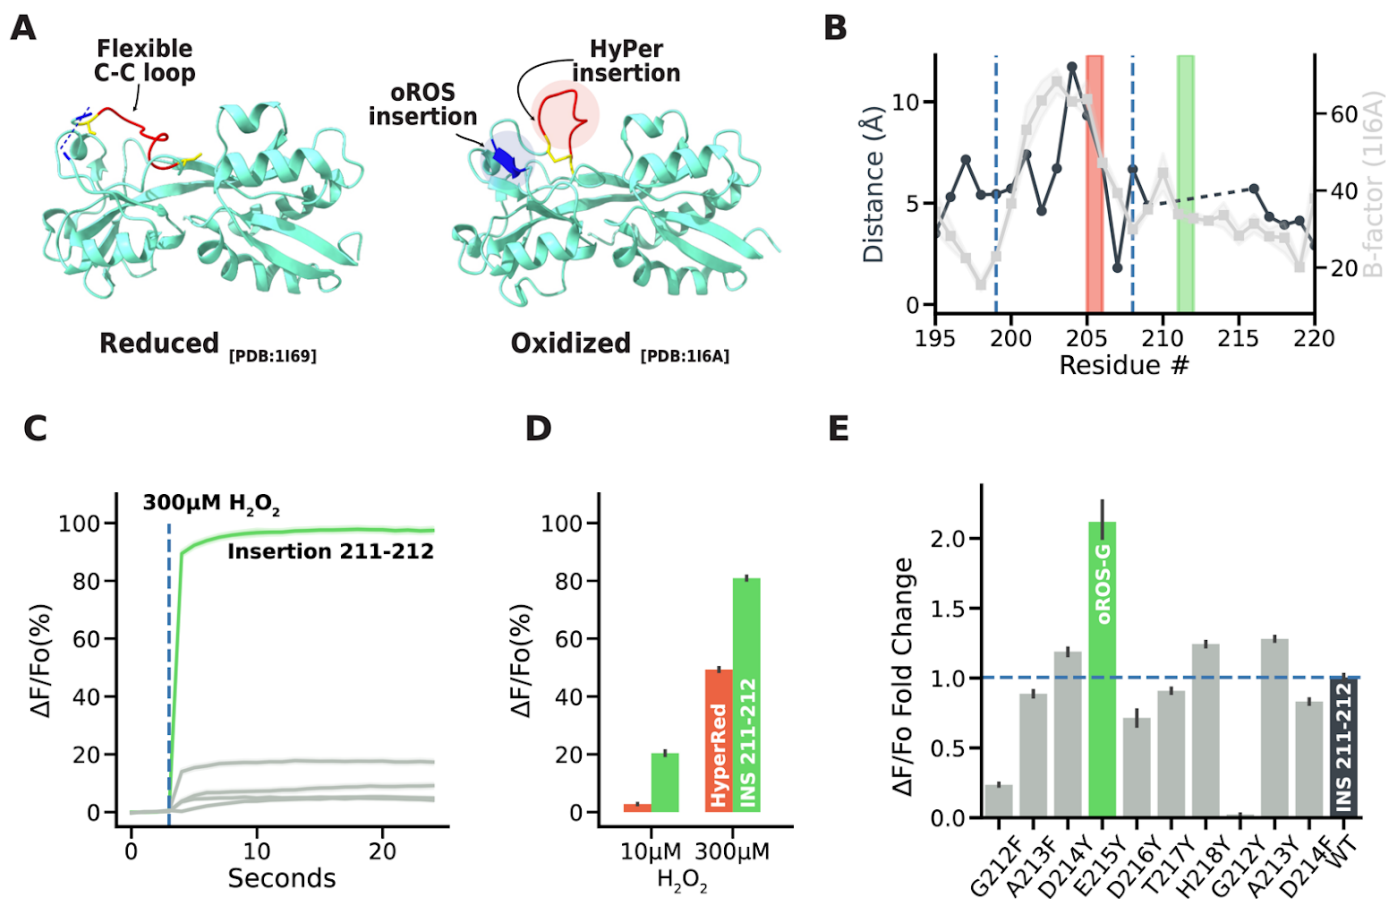 A
Flexible
C-C loop
HyPer
insertion
oROS
insertion
Reduced [PDB:1I69]
Oxidized [PDB:1I6A]
B
Distance (Å)
10
5
0
60
40
20
B-factor (1I6A)
195 200 205 210 215 220
Residue #
C
300μM H₂O₂
Insertion 211-212
ΔF/Fo(%)
100
80
60
40
20
0
0 10 20
Seconds
D
ΔF/Fo(%)
100
80
60
40
20
0
HyperRed
INS 211-212
10μM 300μM
H₂O₂
E
ΔF/Fo Fold Change
2.0
1.5
1.0
0.5
0.0
oROS-G
INS 211-212
G212F A213F D214Y E215Y D216Y T217Y H218Y G212Y A213Y D214F WT